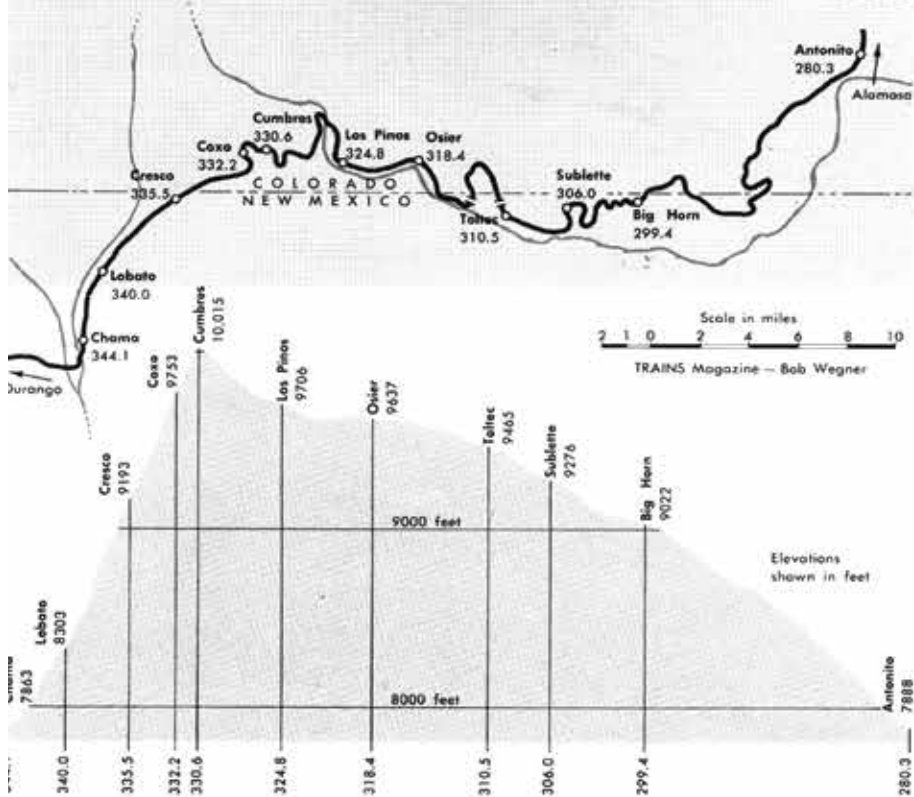 Antonito
280.3
Alamosa
Cumbres
330.6
Coxo
332.2
Los Pinos
324.8
Osier
318.4
Cresco
335.5
COLORADO
NEW MEXICO
Sublette
306.0
Toltec
310.5
Big Horn
299.4
Lobato
340.0
Chama
344.1
Durango
Scale in miles
2 1 0 2 4 6 8 10
TRAINS Magazine — Bob Wegner
Cumbres
10,015
Coxo
9753
Los Pinos
9706
Osier
9637
Toltec
9465
Sublette
9276
Cresco
9193
Big Horn
9022
9000 feet
Elevations
shown in feet
Lobato
8303
Chama
7863
8000 feet
Antonito
7888
340.0
335.5
332.2
330.6
324.8
318.4
310.5
306.0
299.4
280.3